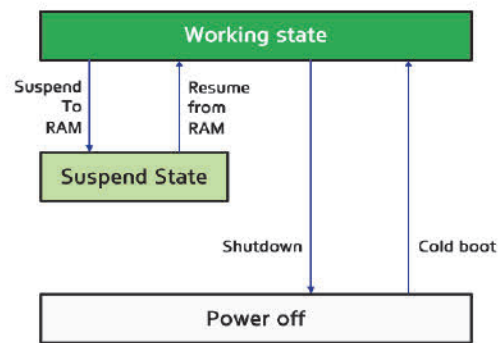 Working state
Suspend
To
RAM
Resume
from
RAM
Suspend State
Shutdown
Cold boot
Power off